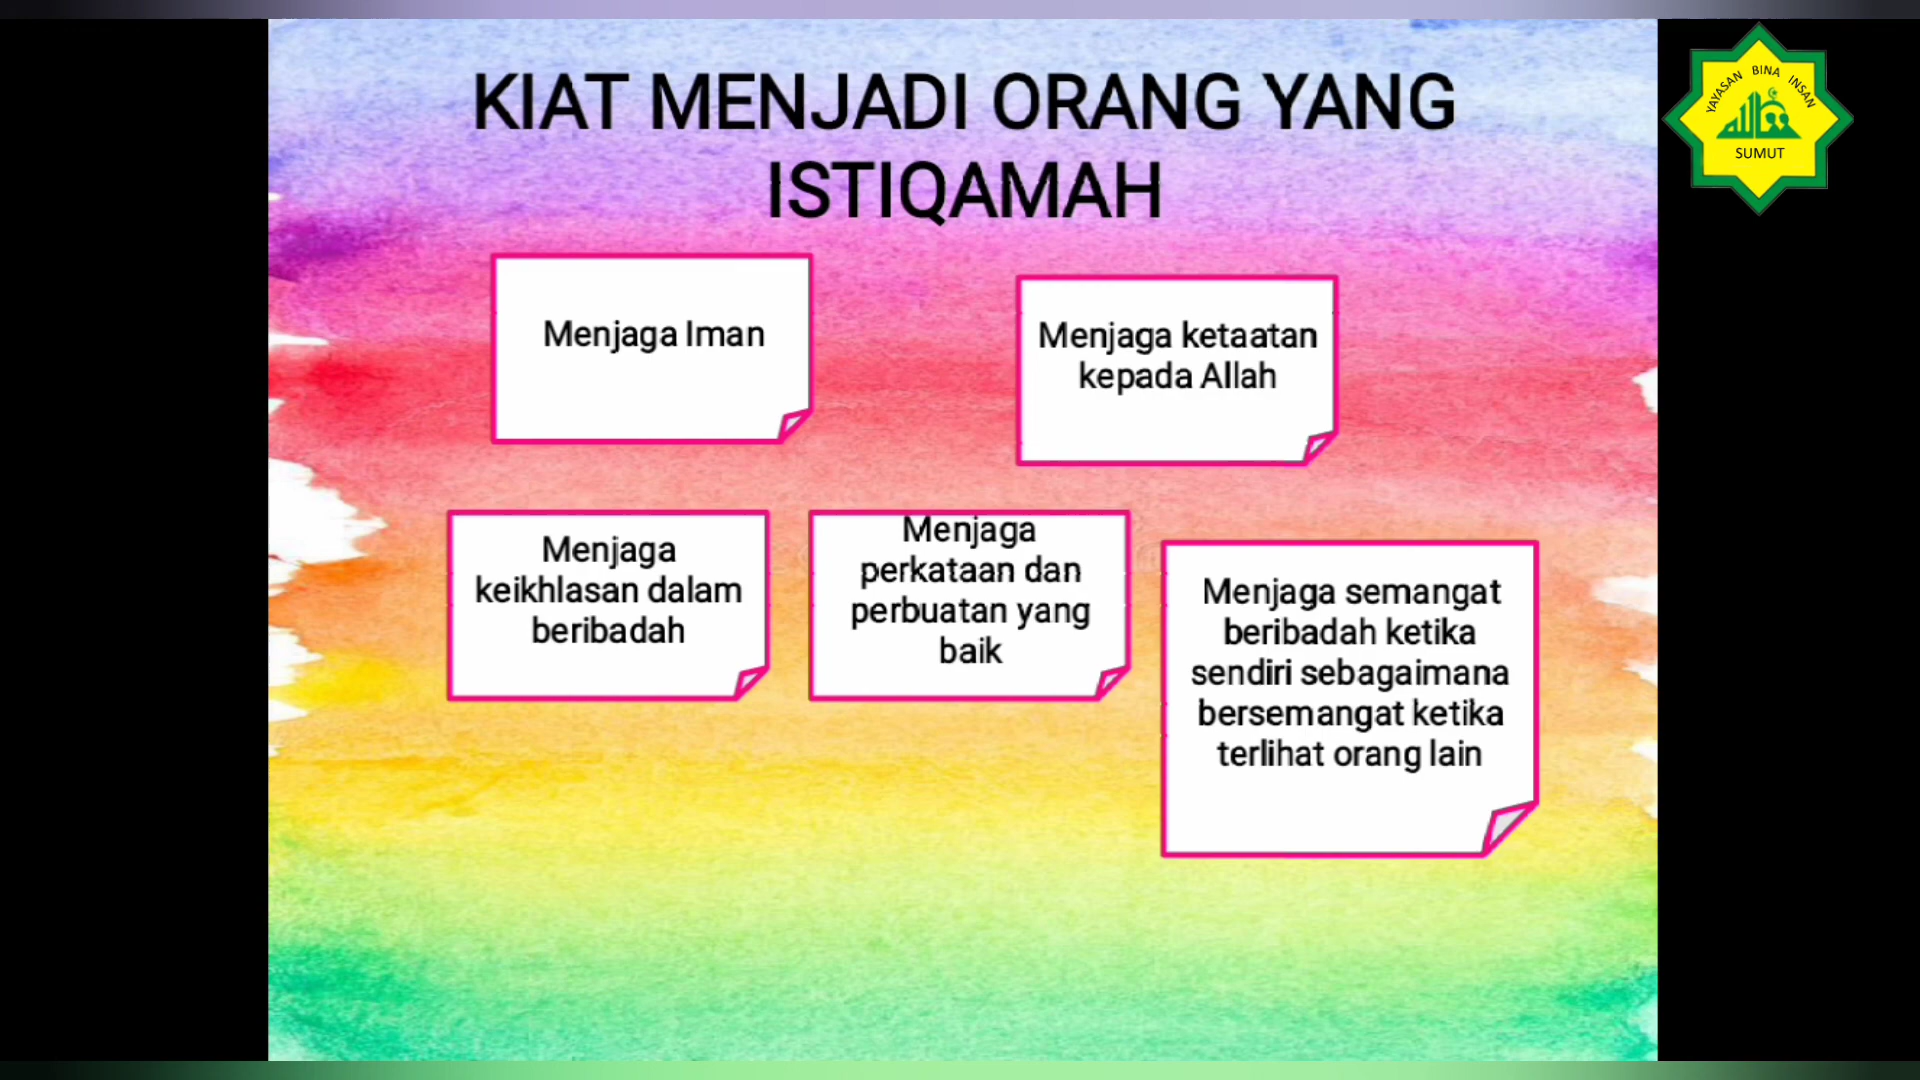 KIAT MENJADI ORANG YANG
ISTIQAMAH
YAYASAN BINA INSAN
SUMUT
Menjaga Iman
Menjaga ketaatan
kepada Allah
Menjaga
keikhlasan dalam
beribadah
Menjaga
perkataan dan
perbuatan yang
baik
Menjaga semangat
beribadah ketika
sendiri sebagaimana
bersemangat ketika
terlihat orang lain